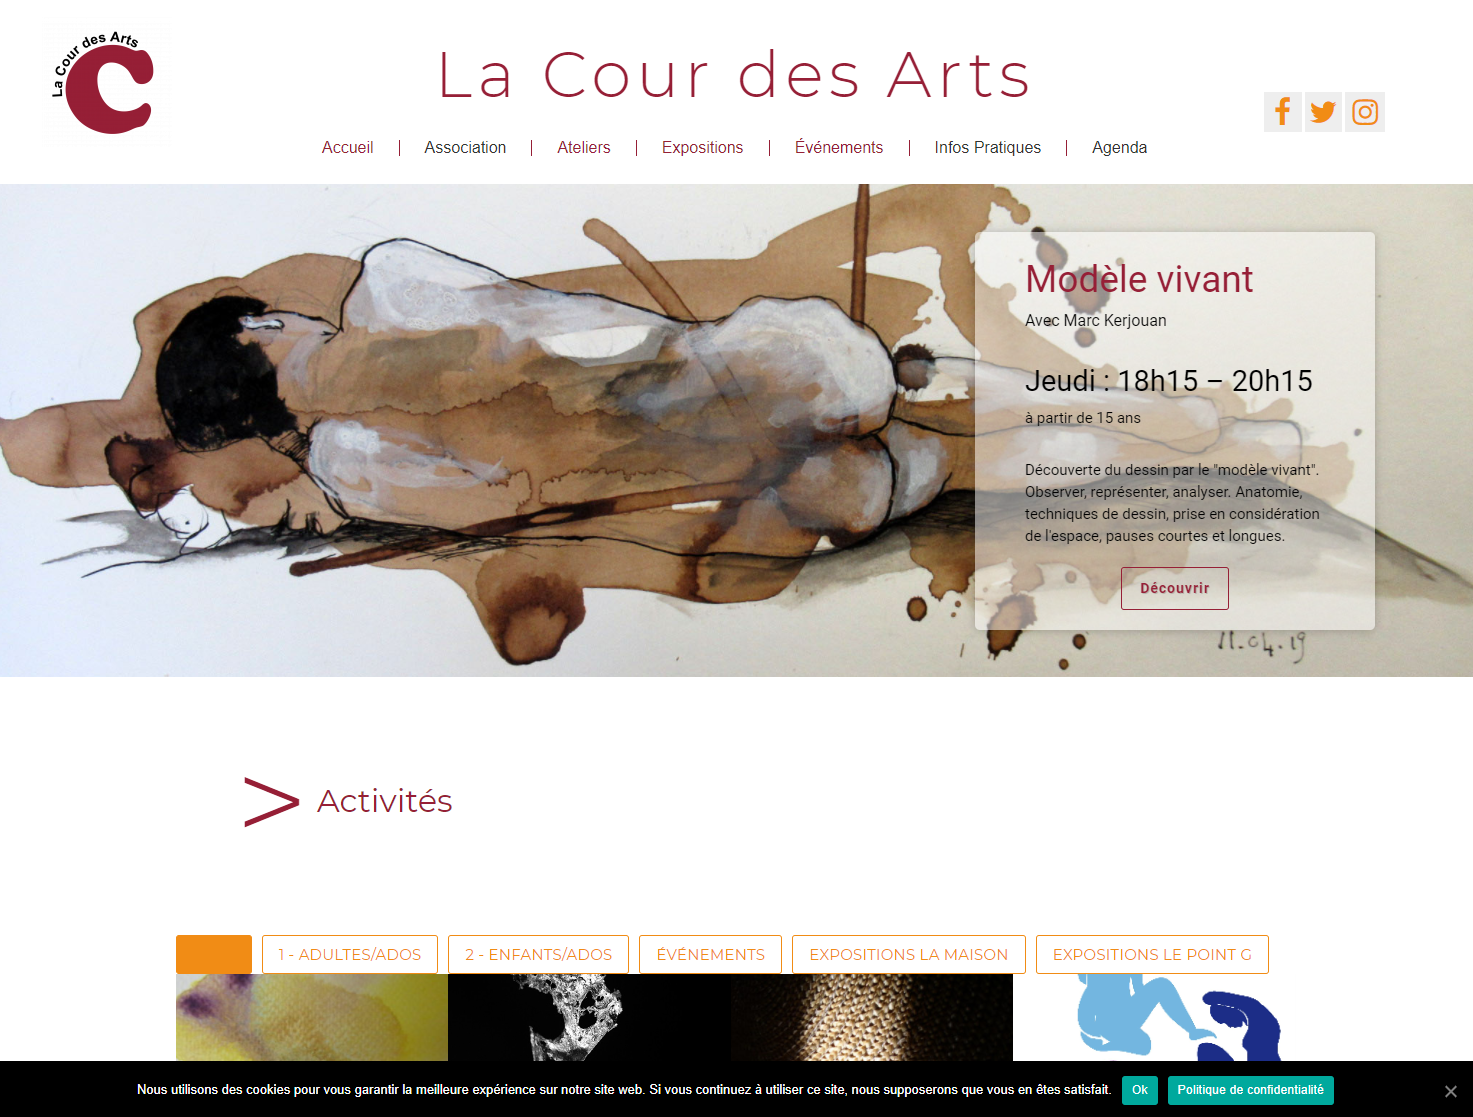 La Cour des Arts
La Cour des Arts
Accueil
Association
Ateliers
Expositions
Événements
Infos Pratiques
Agenda
Modèle vivant
Avec Marc Kerjouan
Jeudi : 18h15 – 20h15
à partir de 15 ans
Découverte du dessin par le "modèle vivant".
Observer, représenter, analyser. Anatomie,
techniques de dessin, prise en considération
de l'espace, pauses courtes et longues.
Découvrir
11.04.19
> Activités
1 - ADULTES/ADOS
2 - ENFANTS/ADOS
ÉVÉNEMENTS
EXPOSITIONS LA MAISON
EXPOSITIONS LE POINT G
Nous utilisons des cookies pour vous garantir la meilleure expérience sur notre site web. Si vous continuez à utiliser ce site, nous supposerons que vous en êtes satisfait.
Ok
Politique de confidentialité